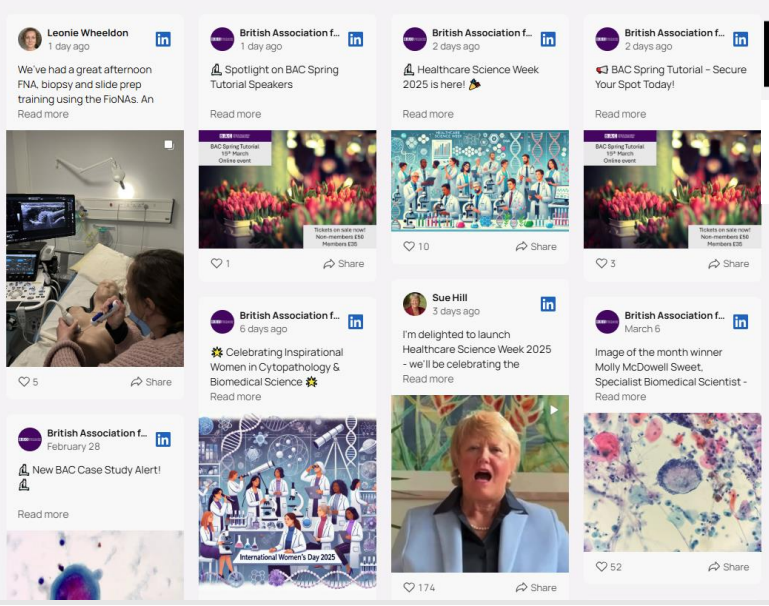 Leonie Wheeldon
1 day ago
We've had a great afternoon
FNA, biopsy and slide prep
training using the FioNAs. An
Read more
5
Share
British Association f...
February 28
New BAC Case Study Alert!
Read more
British Association f...
1 day ago
Spotlight on BAC Spring
Tutorial Speakers
Read more
BAC
BAC Spring Tutorial
15th March
Online event
Tickets on sale now!
Non-members £50
Members £35
1
Share
British Association f...
6 days ago
Celebrating Inspirational
Women in Cytopathology &
Biomedical Science
Read more
International Women's Day 2025
British Association f...
2 days ago
Healthcare Science Week
2025 is here!
Read more
HEALTHCARE
SCIENCE WEEK
10
Share
Sue Hill
3 days ago
I'm delighted to launch
Healthcare Science Week 2025
- we'll be celebrating the
Read more
174
Share
British Association f...
2 days ago
BAC Spring Tutorial – Secure
Your Spot Today!
Read more
BAC
BAC Spring Tutorial
15th March
Online event
Tickets on sale now!
Non-members £50
Members £35
3
Share
British Association f...
March 6
Image of the month winner
Molly McDowell Sweet,
Specialist Biomedical Scientist -
Read more
52
Share